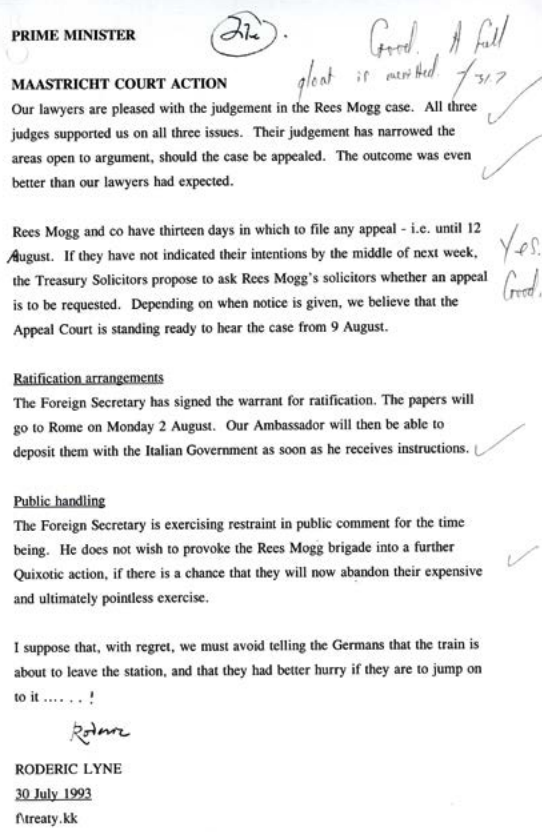 PRIME MINISTER
Good. A full
gloat is merited. 31.7
MAASTRICHT COURT ACTION
Our lawyers are pleased with the judgement in the Rees Mogg case. All three
judges supported us on all three issues. Their judgement has narrowed the
areas open to argument, should the case be appealed. The outcome was even
better than our lawyers had expected.
Rees Mogg and co have thirteen days in which to file any appeal - i.e. until 12
August. If they have not indicated their intentions by the middle of next week,
the Treasury Solicitors propose to ask Rees Mogg's solicitors whether an appeal
is to be requested. Depending on when notice is given, we believe that the
Appeal Court is standing ready to hear the case from 9 August.
Yes.
Good.
Ratification arrangements
The Foreign Secretary has signed the warrant for ratification. The papers will
go to Rome on Monday 2 August. Our Ambassador will then be able to
deposit them with the Italian Government as soon as he receives instructions.
Public handling
The Foreign Secretary is exercising restraint in public comment for the time
being. He does not wish to provoke the Rees Mogg brigade into a further
Quixotic action, if there is a chance that they will now abandon their expensive
and ultimately pointless exercise.
I suppose that, with regret, we must avoid telling the Germans that the train is
about to leave the station, and that they had better hurry if they are to jump on
to it ...... !
Roderic
RODERIC LYNE
30 July 1993
f\treaty.kk